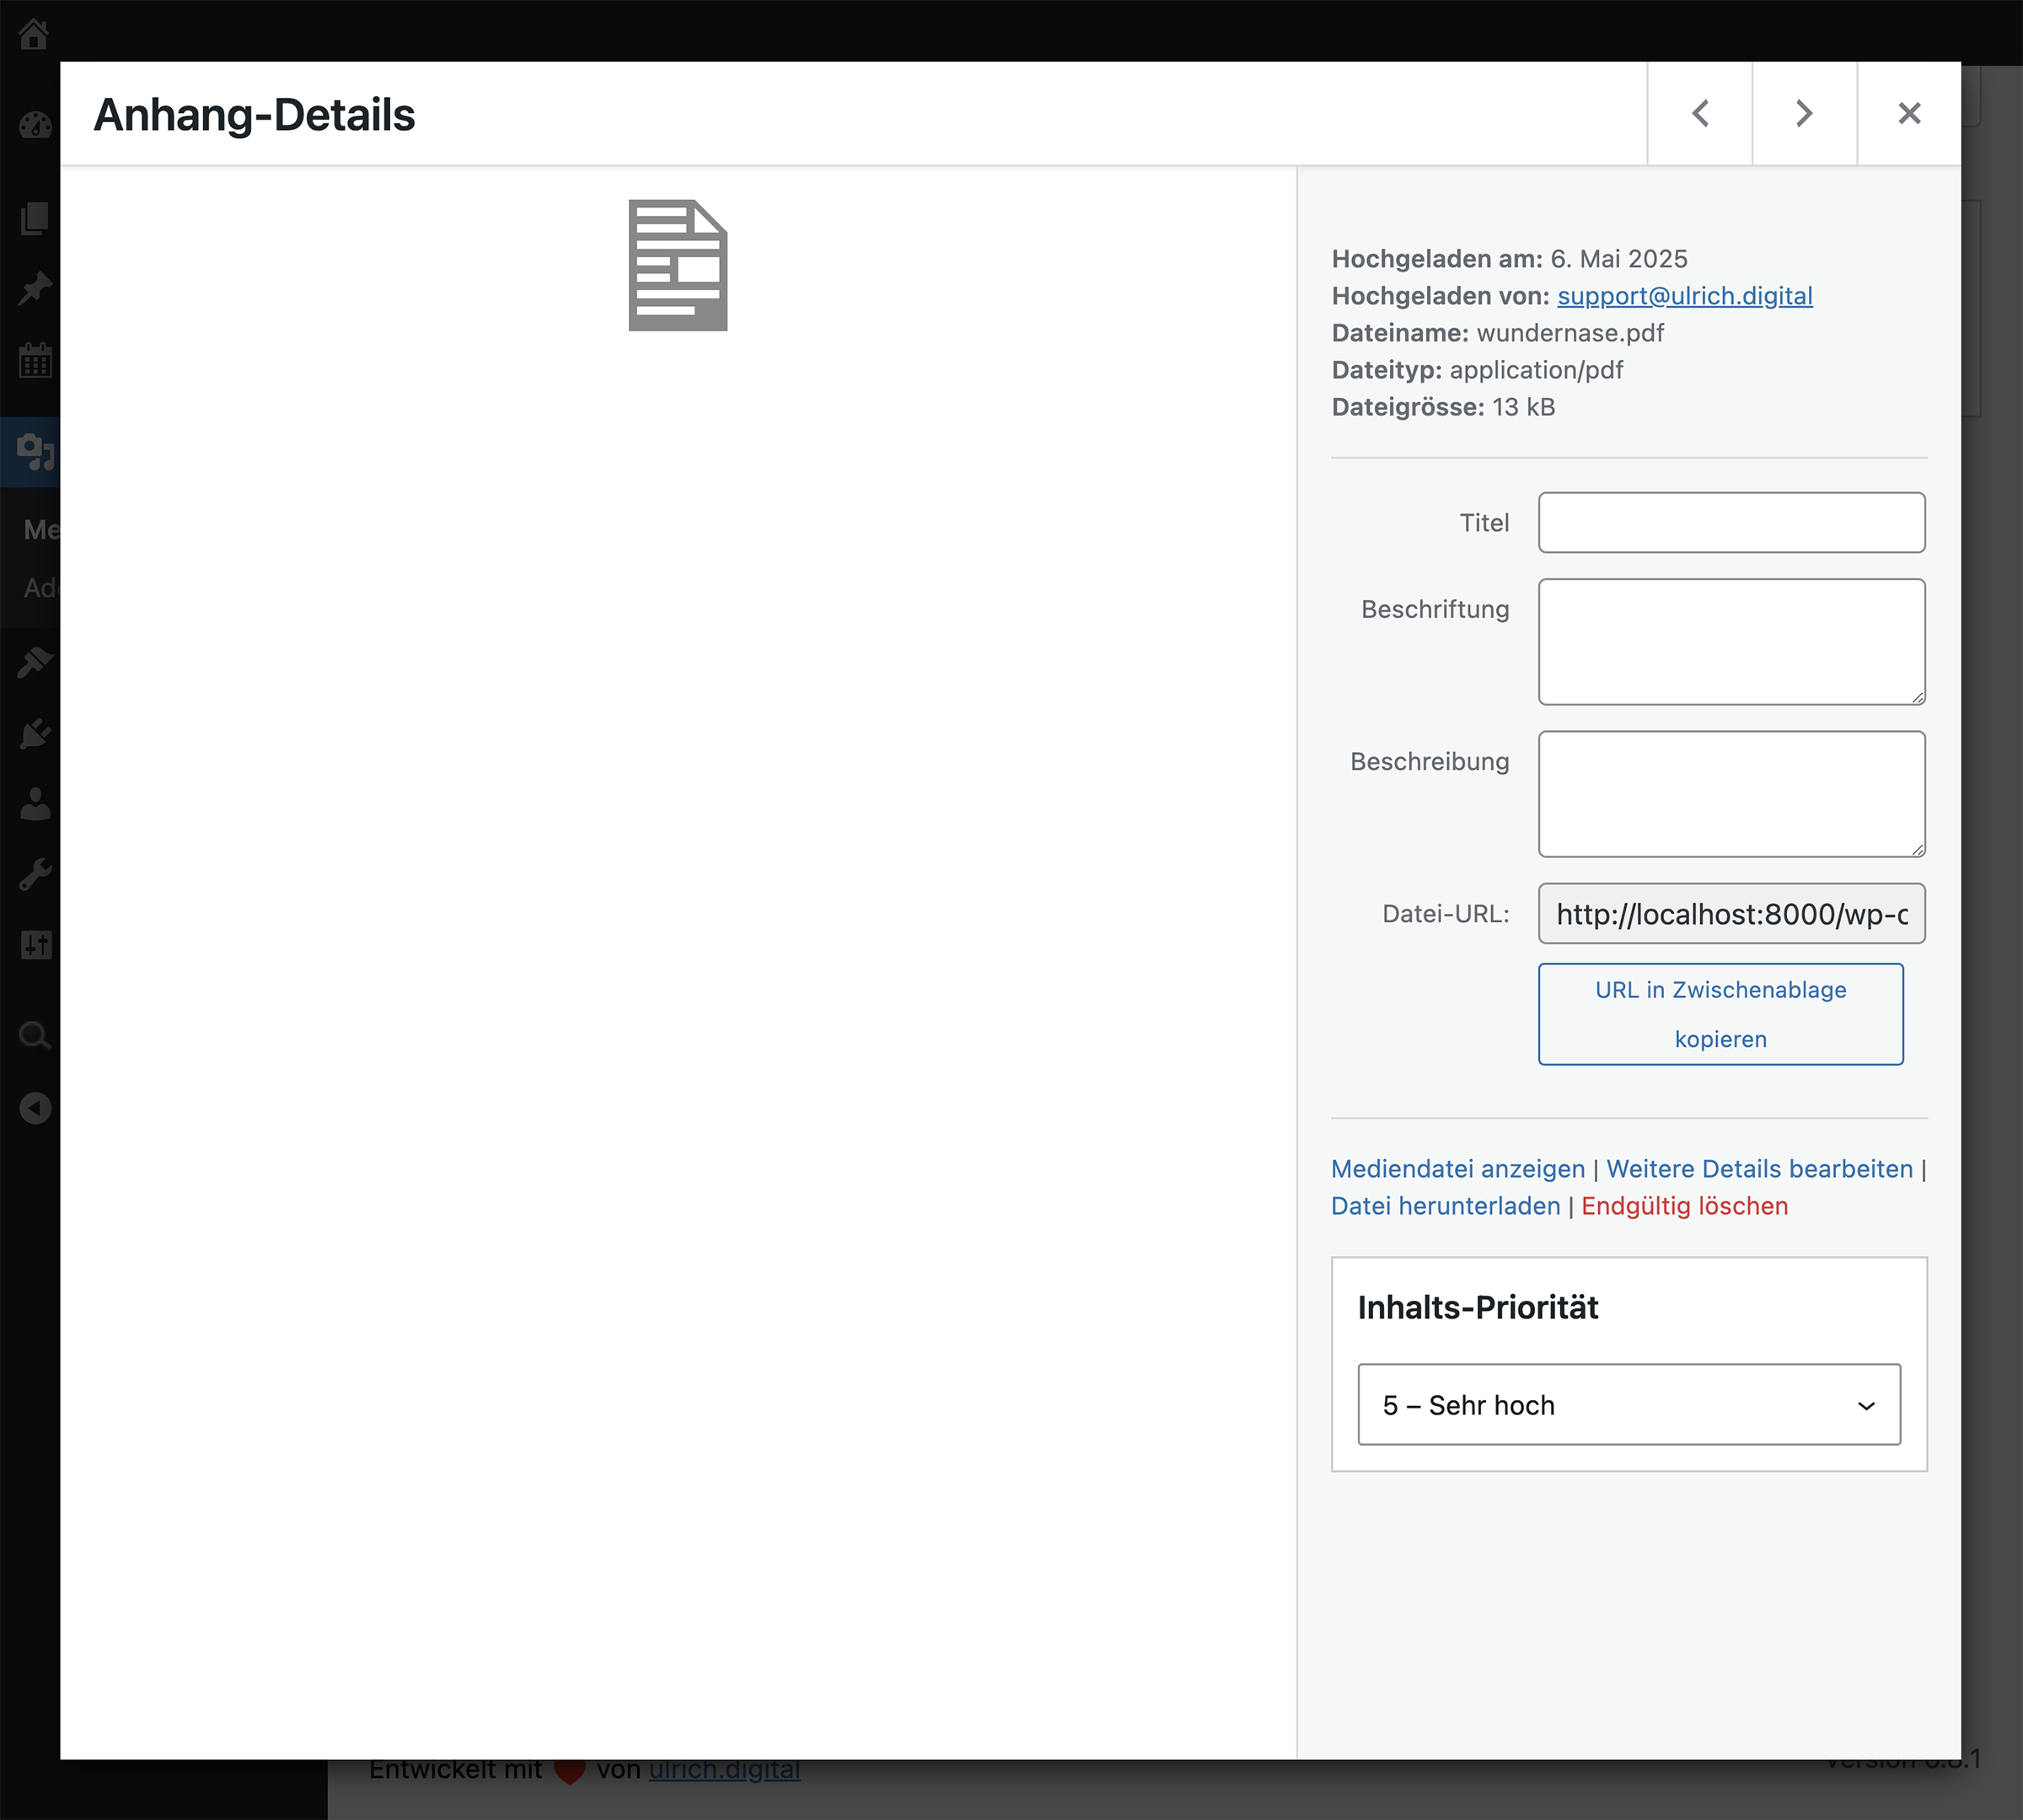 Anhang-Details
Hochgeladen am: 6. Mai 2025
Hochgeladen von: support@ulrich.digital
Dateiname: wundernase.pdf
Dateityp: application/pdf
Dateigrösse: 13 kB
Me
Ad
Titel
Beschriftung
Beschreibung
Datei-URL: http://localhost:8000/wp-c
URL in Zwischenablage
kopieren
Mediendatei anzeigen | Weitere Details bearbeiten |
Datei herunterladen | Endgültig löschen
Inhalts-Priorität
5 – Sehr hoch
Entwickelt mit ❤ von ulrich.digital
Version 6.8.1